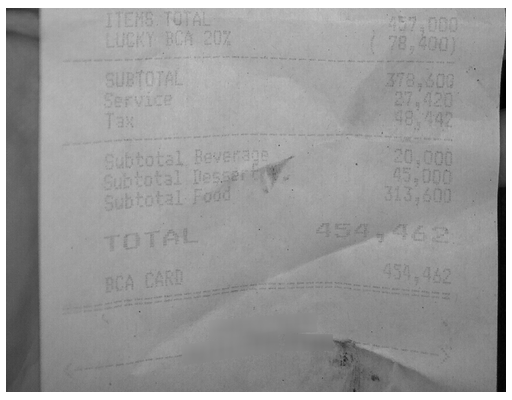 ITEMS TOTAL 457,000
LUCKY BCA 20% ( 78,400)
SUBTOTAL 378,600
Service 27,420
Tax 48,442
Subtotal Beverage 20,000
Subtotal Dessert 45,000
Subtotal Food 313,600
TOTAL 454,462
BCA CARD 454,462